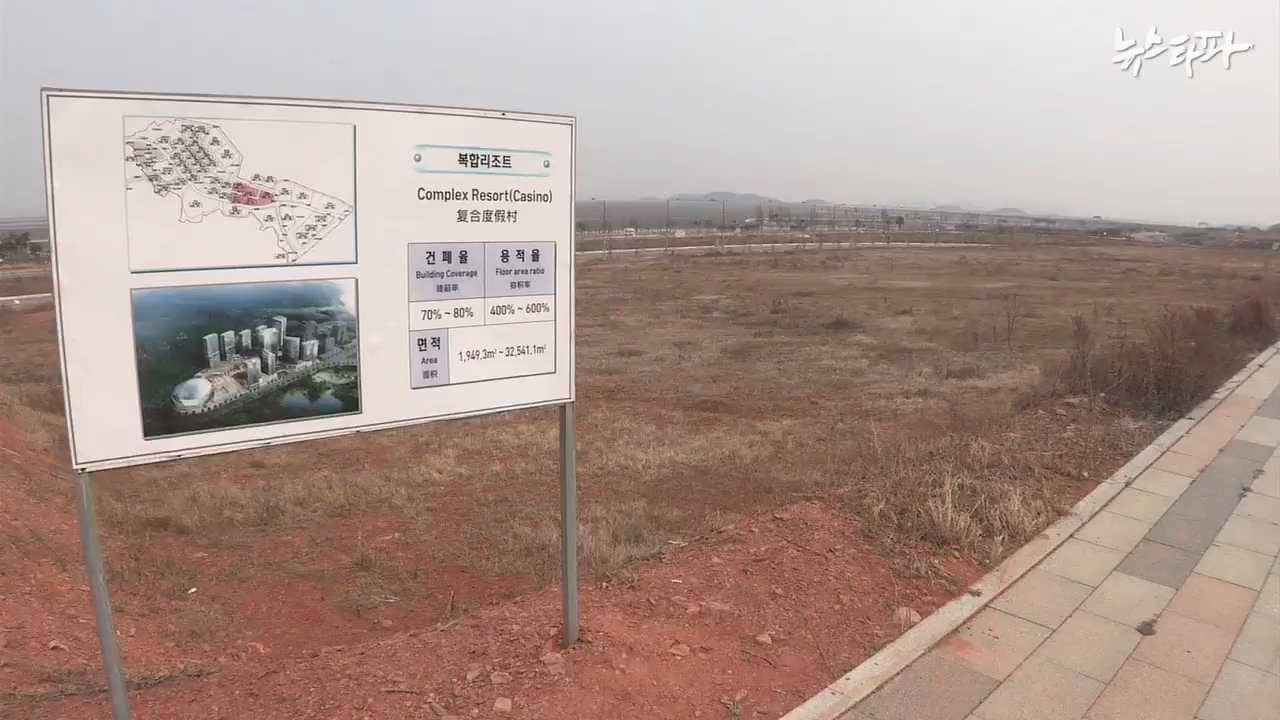 뉴스타파
복합리조트
Complex Resort(Casino)
复合度假村
건 폐 율
Building Coverage
建蔽率
용 적 율
Floor area ratio
容积率
70% ~ 80%
400% ~ 600%
면 적
Area
面积
1,949.3m² ~ 32,541.1m²